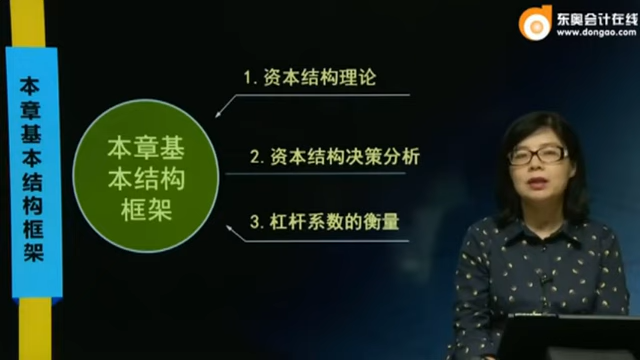 东奥会计在线
www.dongao.com
本章基本结构框架
本章基
本结构
框架
1.资本结构理论
2.资本结构决策分析
3.杠杆系数的衡量